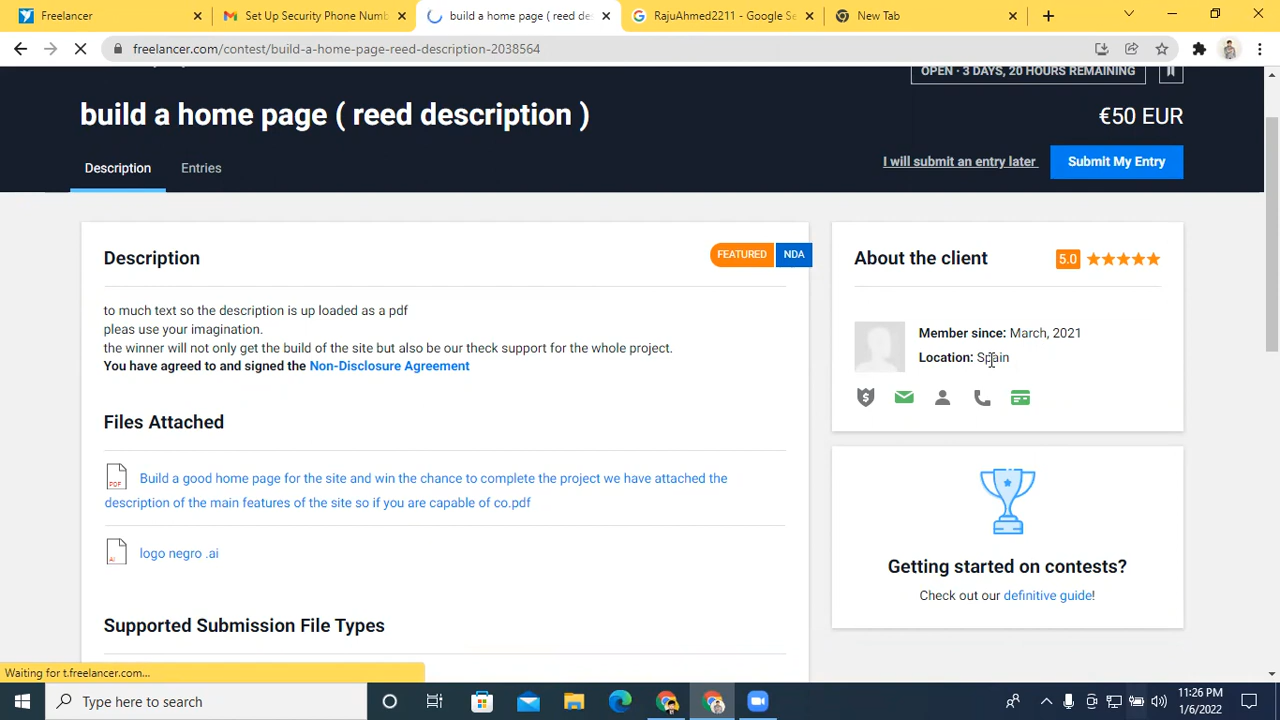 Freelancer
Set Up Security Phone Numb
build a home page ( reed des
RajuAhmed2211 - Google Se
New Tab
freelancer.com/contest/build-a-home-page-reed-description-2038564
OPEN · 3 DAYS, 20 HOURS REMAINING
build a home page ( reed description )
€50 EUR
Description
Entries
I will submit an entry later
Submit My Entry
Description
FEATURED
NDA
to much text so the description is up loaded as a pdf
pleas use your imagination.
the winner will not only get the build of the site but also be our theck support for the whole project.
You have agreed to and signed the Non-Disclosure Agreement
Files Attached
PDF
Build a good home page for the site and win the chance to complete the project we have attached the
description of the main features of the site so if you are capable of co.pdf
logo negro .ai
Supported Submission File Types
About the client
5.0
Member since: March, 2021
Location: Spain
Getting started on contests?
Check out our definitive guide!
Waiting for t.freelancer.com...
Type here to search
11:26 PM
1/6/2022